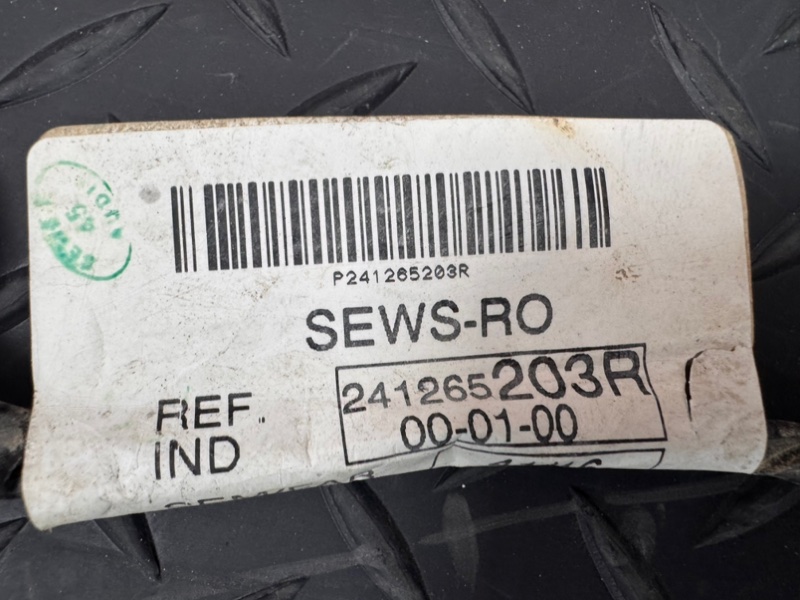 P241265203R
SEWS-RO
REF. 241265203R
IND 00-01-00